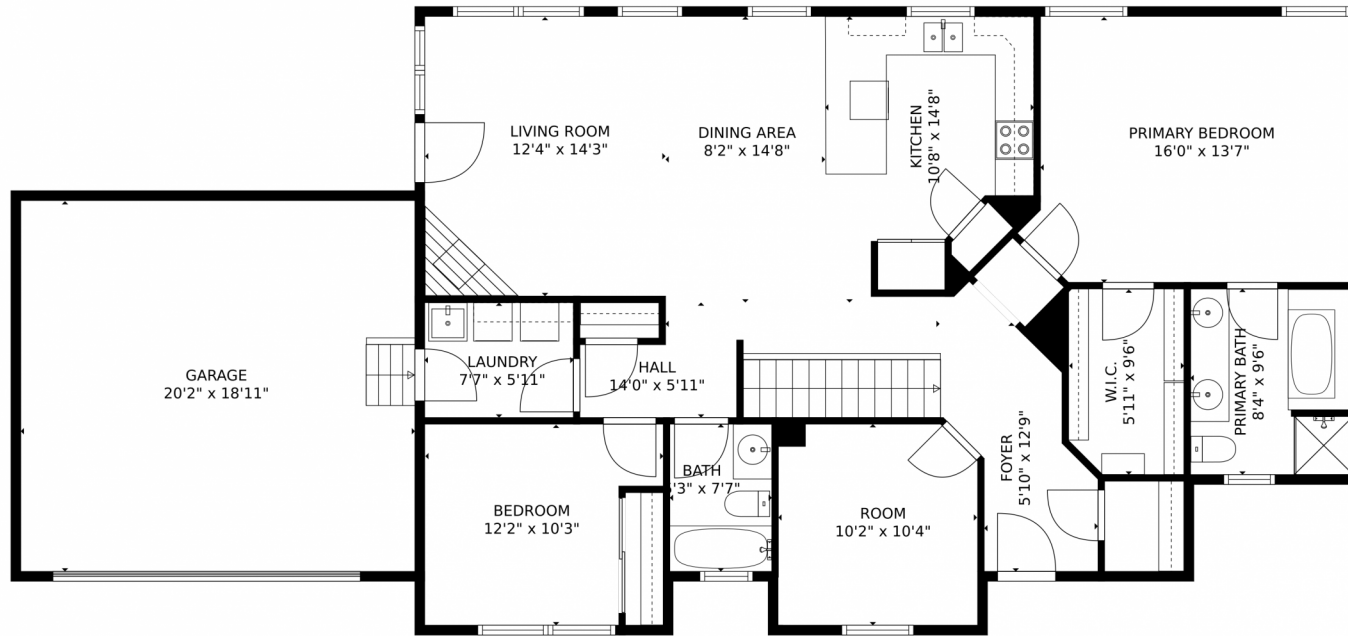 LIVING ROOM
12'4" x 14'3"
DINING AREA
8'2" x 14'8"
KITCHEN
10'8" x 14'8"
PRIMARY BEDROOM
16'0" x 13'7"
GARAGE
20'2" x 18'11"
LAUNDRY
7'7" x 5'11"
HALL
14'0" x 5'11"
W.I.C.
5'11" x 9'6"
PRIMARY BATH
8'4" x 9'6"
FOYER
5'10" x 12'9"
BEDROOM
12'2" x 10'3"
BATH
'3" x 7'7"
ROOM
10'2" x 10'4"